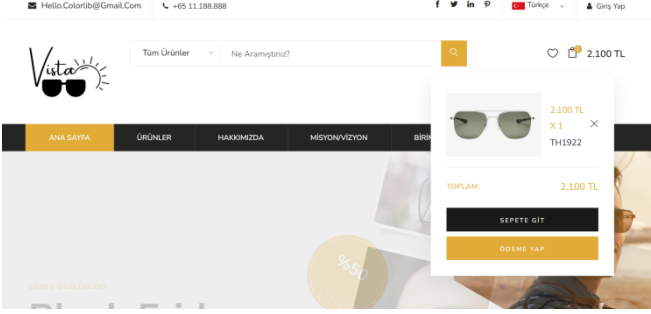 Hello.Colorlib@Gmail.Com
+65 11.188.888
Türkçe
Giriş Yap
Vista
Tüm Ürünler
Ne Aramıştınız?
1
2.100 TL
ANA SAYFA
ÜRÜNLER
HAKKIMIZDA
MİSYON/VİZYON
2.100 TL
X 1
TH1922
TOPLAM:
2.100 TL
SEPETE GİT
ÖDEME YAP
%50